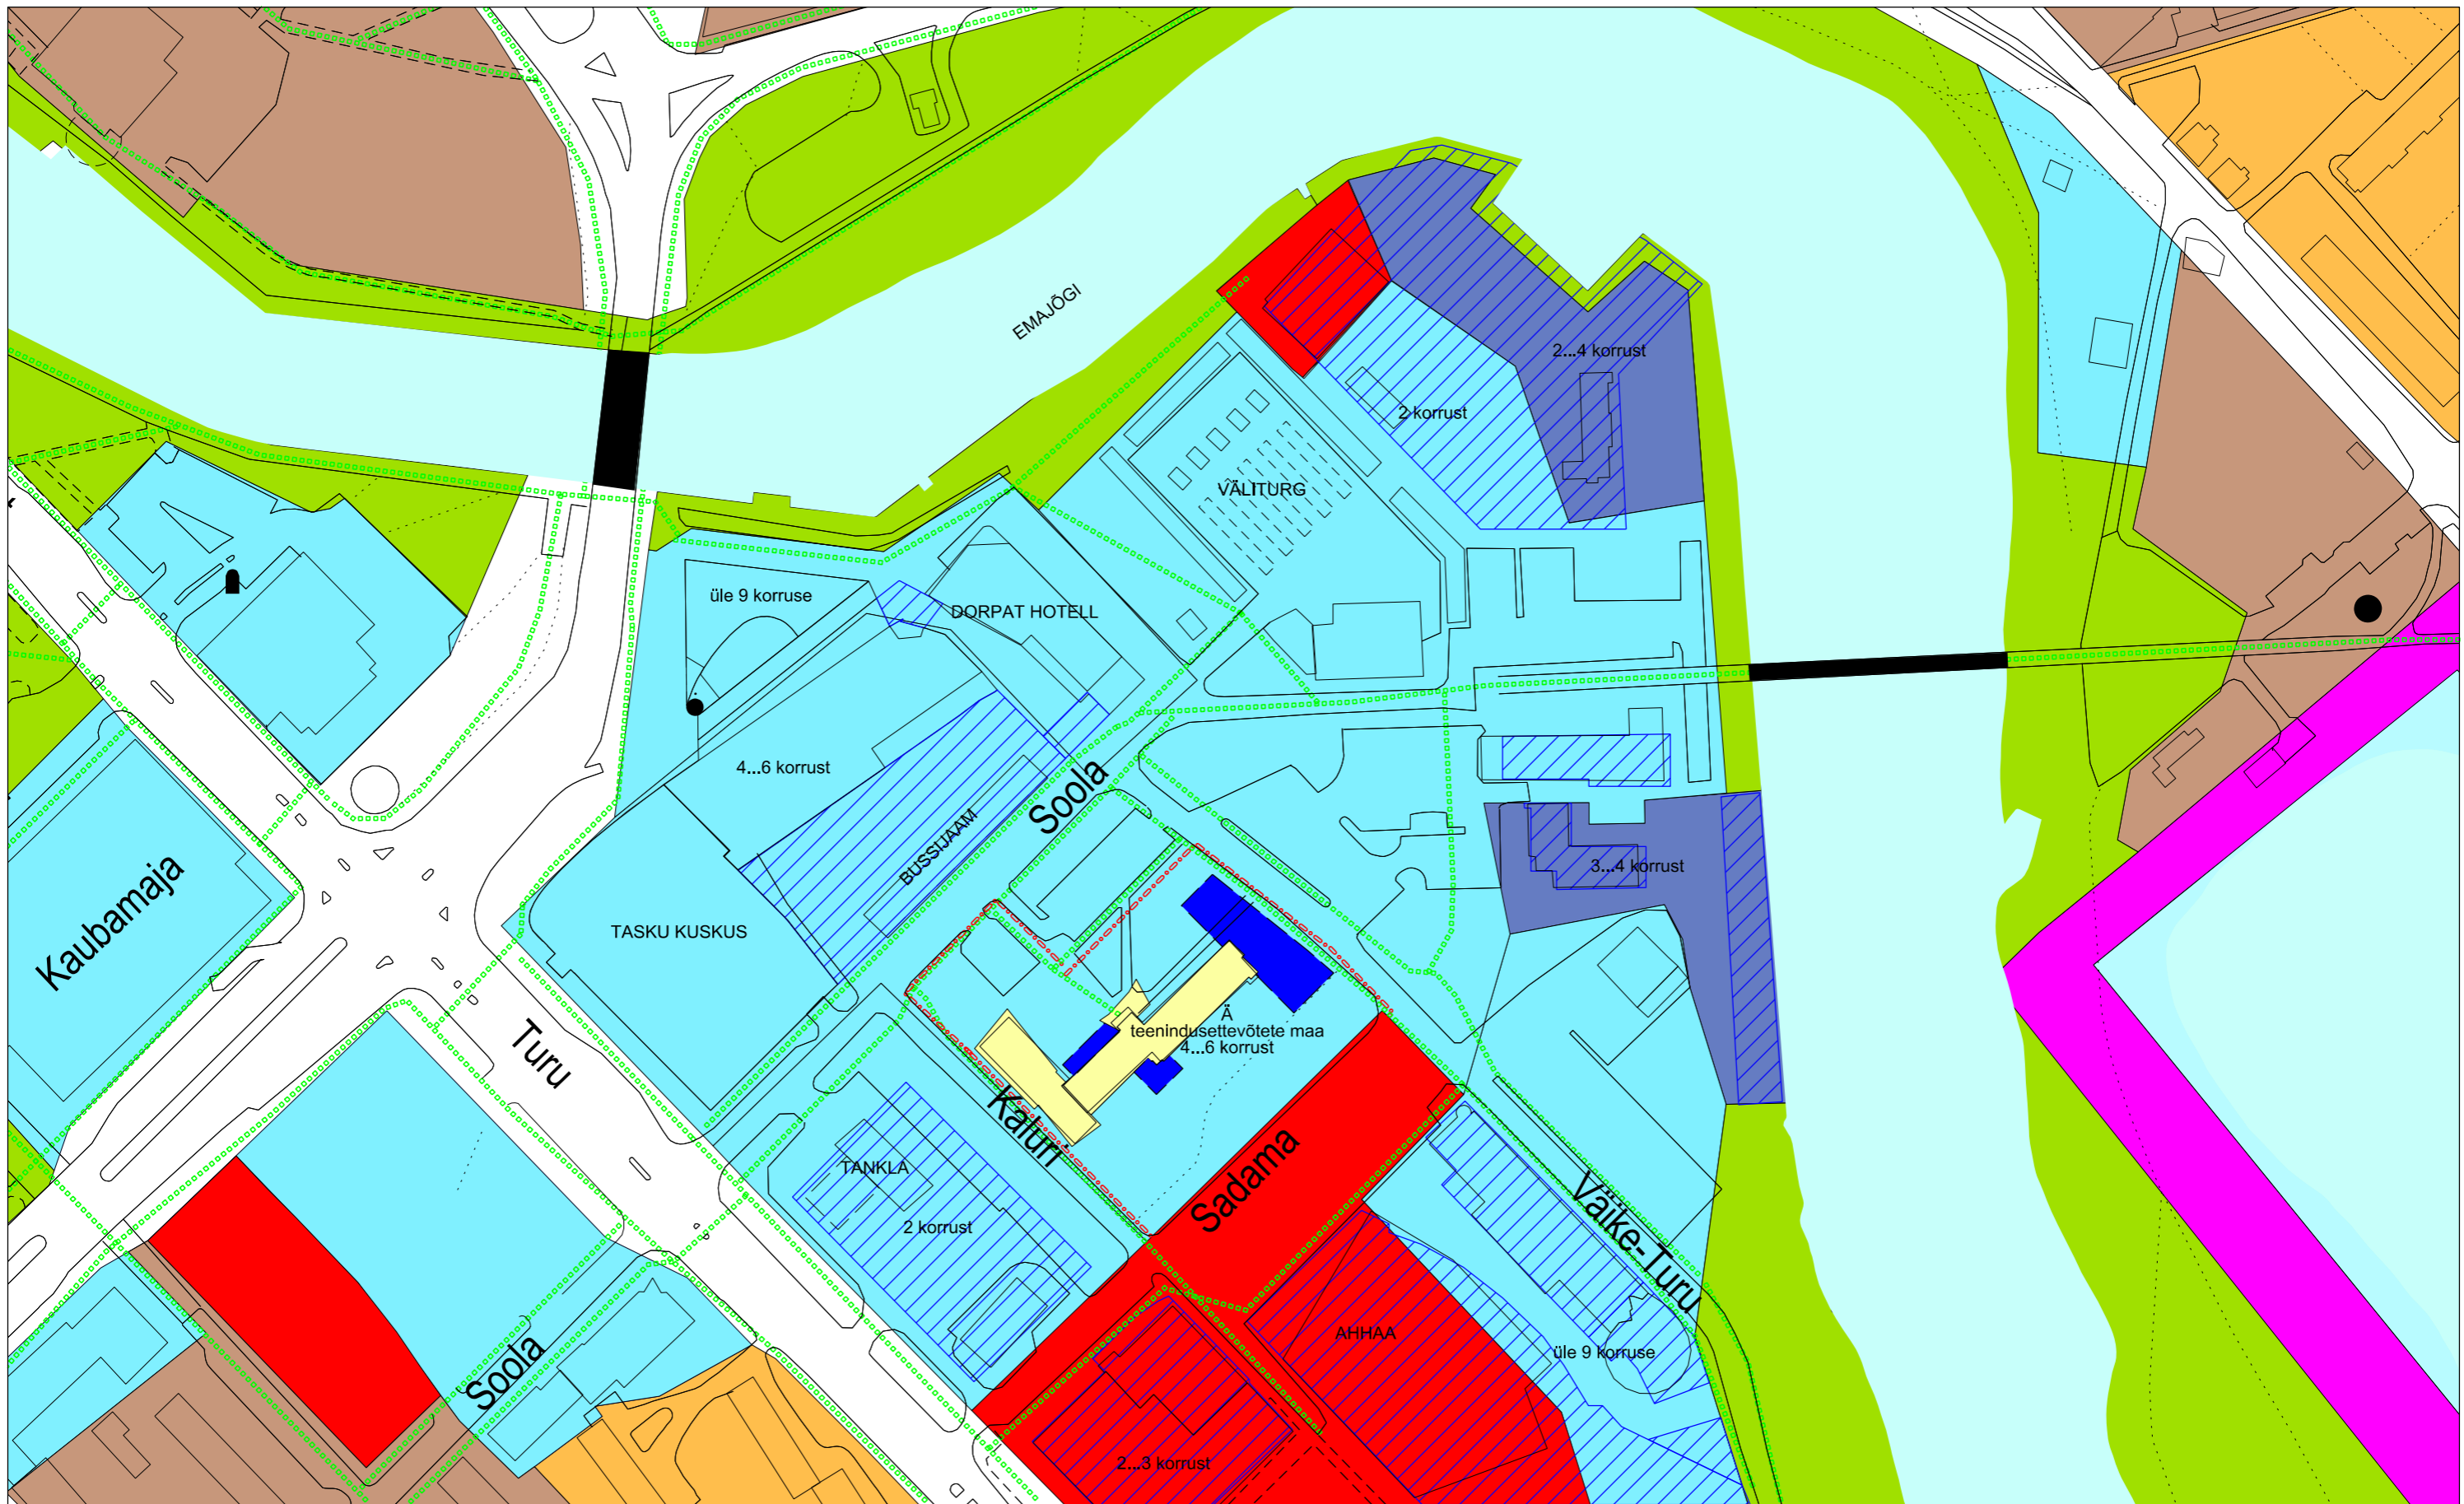 EMAJÕGI
2...4 korrust
2 korrust
VÄLITURG
üle 9 korruse
DORPAT HOTELL
4...6 korrust
Soola
BUSSIJAAM
3...4 korrust
Kaubamaja
TASKU KUSKUS
Ä
teenindusettevõtete maa
4...6 korrust
Turu
Kaluri
TANKLA
Sadama
2 korrust
Väike-Turu
AHHAA
üle 9 korruse
Soola
2...3 korrust